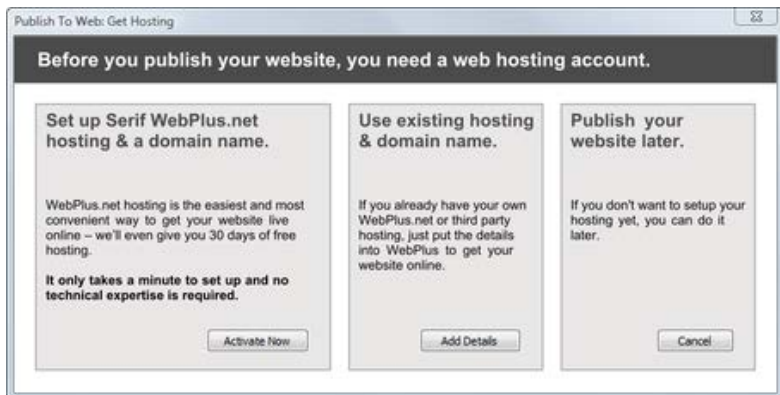 Publish To Web: Get Hosting
Before you publish your website, you need a web hosting account.
Set up Serif WebPlus.net
hosting & a domain name.
WebPlus.net hosting is the easiest and most
convenient way to get your website live
online – we'll even give you 30 days of free
hosting.
It only takes a minute to set up and no
technical expertise is required.
Activate Now
Use existing hosting
& domain name.
If you already have your own
WebPlus.net or third party
hosting, just put the details
into WebPlus to get your
website online.
Add Details
Publish your
website later.
If you don't want to setup your
hosting yet, you can do it
later.
Cancel